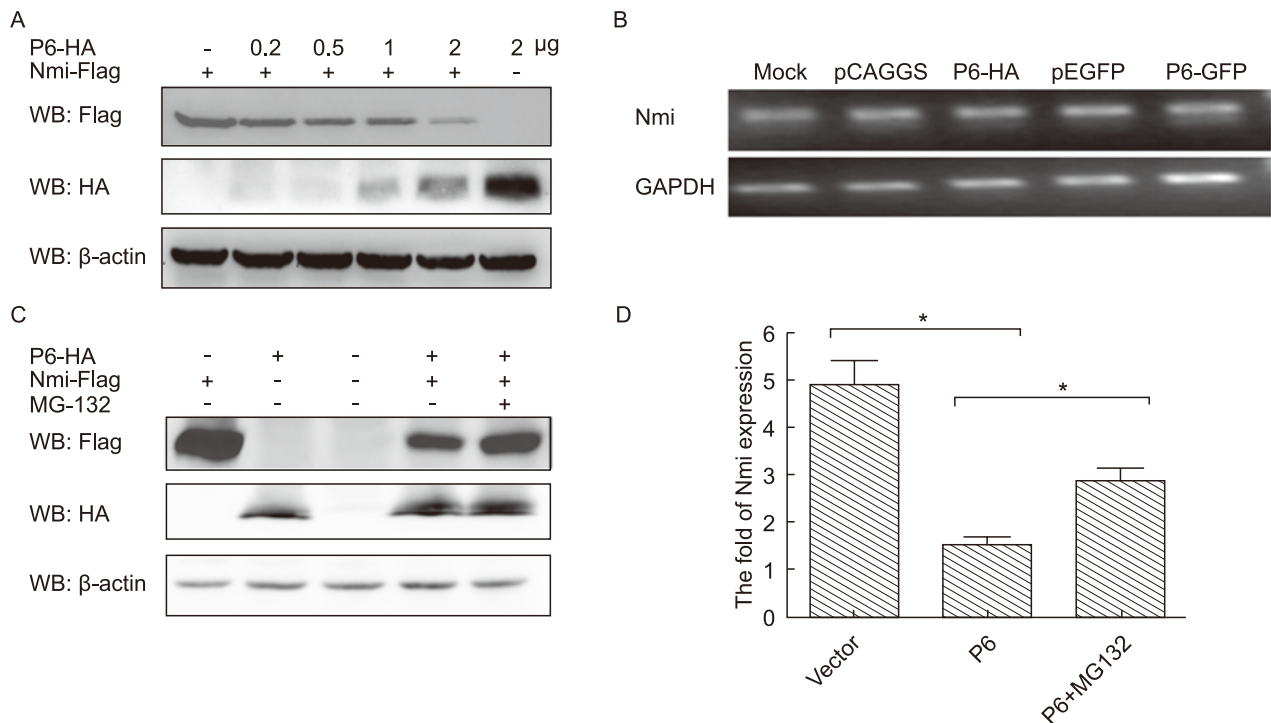 A
P6-HA - 0.2 0.5 1 2 2 µg
Nmi-Flag + + + + + -
WB: Flag
WB: HA
WB: β-actin
B
Mock pCAGGS P6-HA pEGFP P6-GFP
Nmi
GAPDH
C
P6-HA - + - + +
Nmi-Flag + - - + +
MG-132 - - - - +
WB: Flag
WB: HA
WB: β-actin
D
The fold of Nmi expression
6
5
4
3
2
1
0
*
*
Vector
P6
P6+MG132